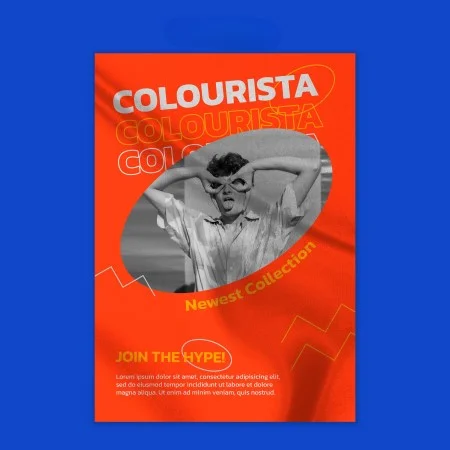 COLOURISTA
COLOURISTA
COL
Newest Collection
JOIN THE HYPE!
Lorem ipsum dolor sit amet, consectetur adipiscing elit,
sed do eiusmod tempor incididunt ut labore et dolore
magna aliqua. Ut enim ad minim veniam, quis nostrud.